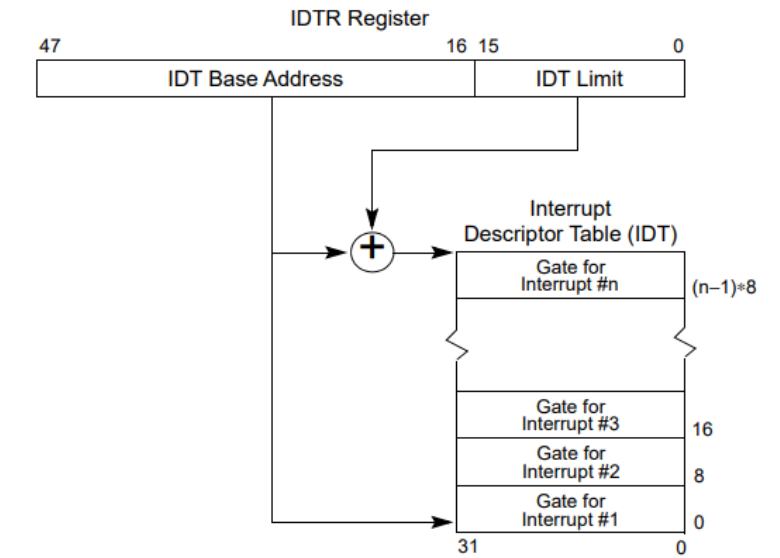 IDTR Register
47 16 15 0
IDT Base Address IDT Limit
+
Interrupt
Descriptor Table (IDT)
Gate for
Interrupt #n
(n–1)∗8
Gate for
Interrupt #3
16
Gate for
Interrupt #2
8
Gate for
Interrupt #1
0
31 0